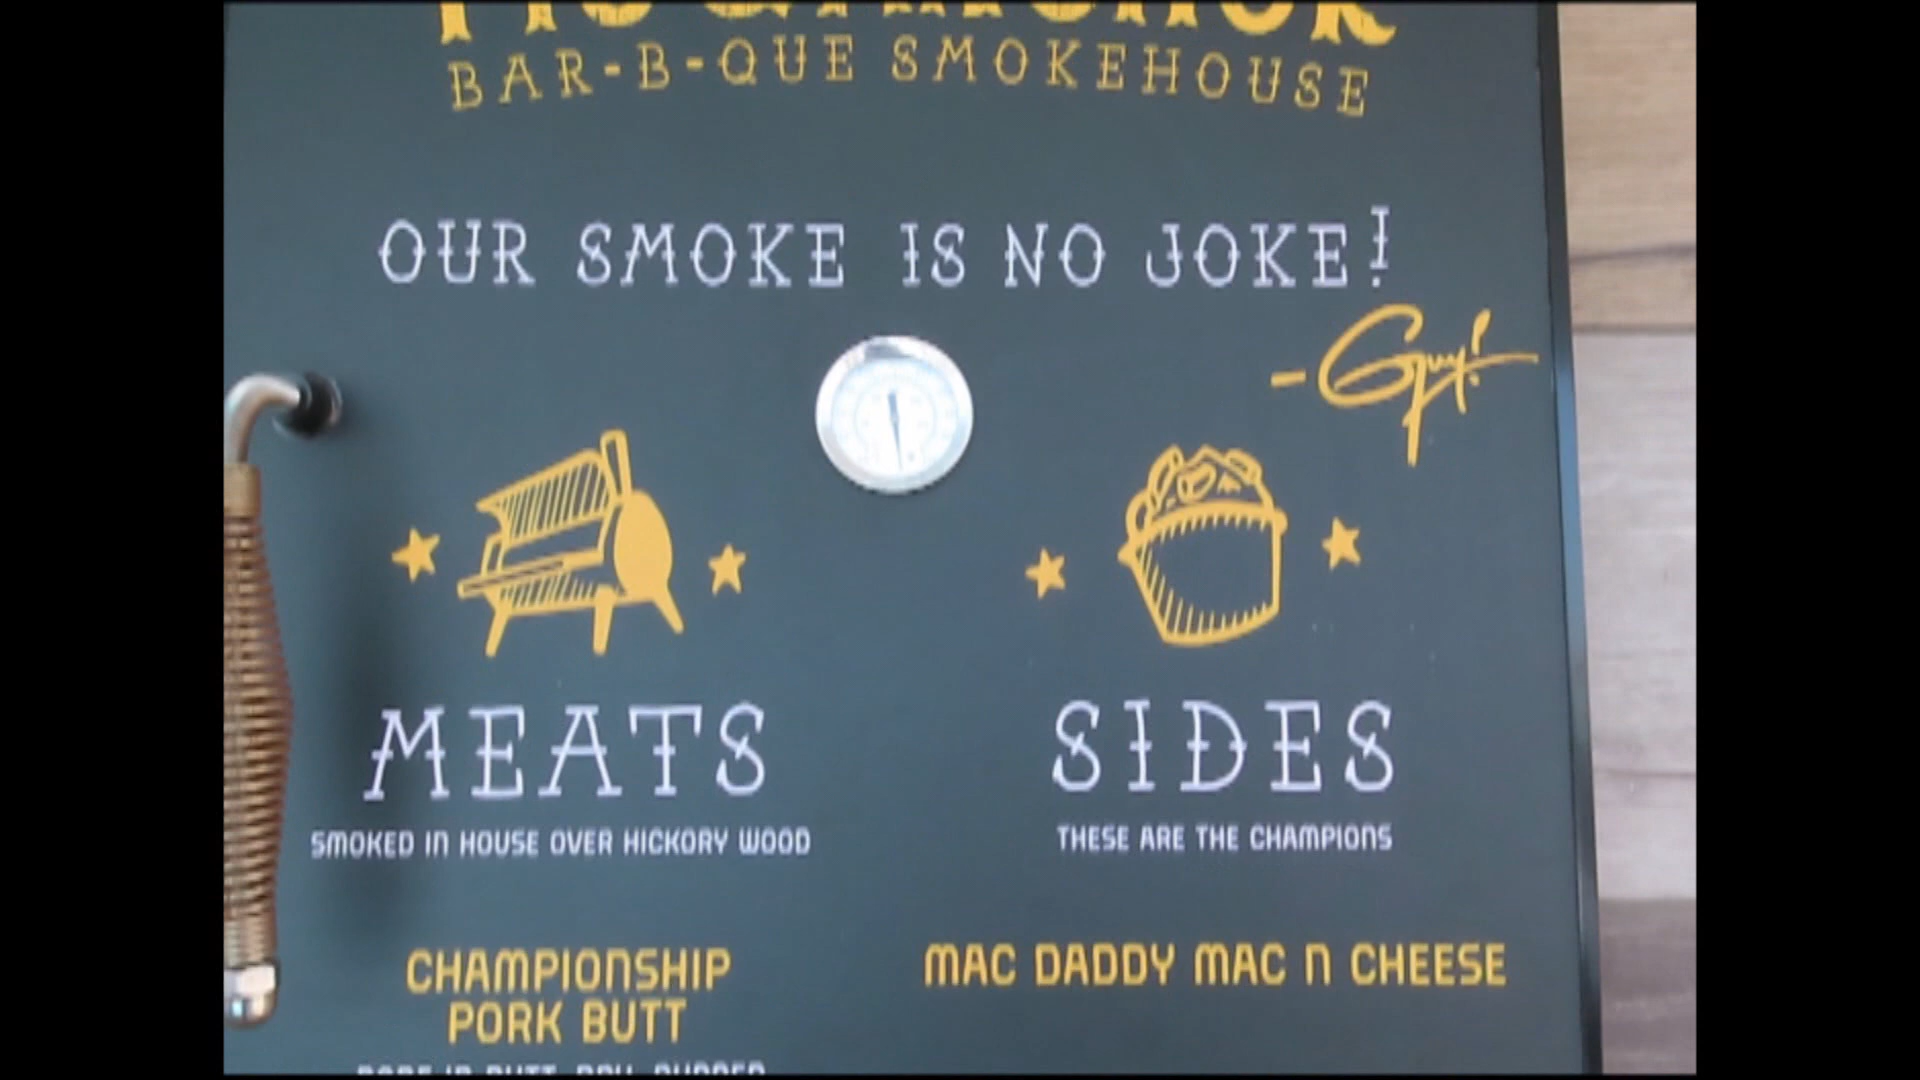 BAR-B-QUE SMOKEHOUSE
OUR SMOKE IS NO JOKE!
- Guy!
MEATS
SMOKED IN HOUSE OVER HICKORY WOOD
CHAMPIONSHIP
PORK BUTT
SIDES
THESE ARE THE CHAMPIONS
MAC DADDY MAC N CHEESE